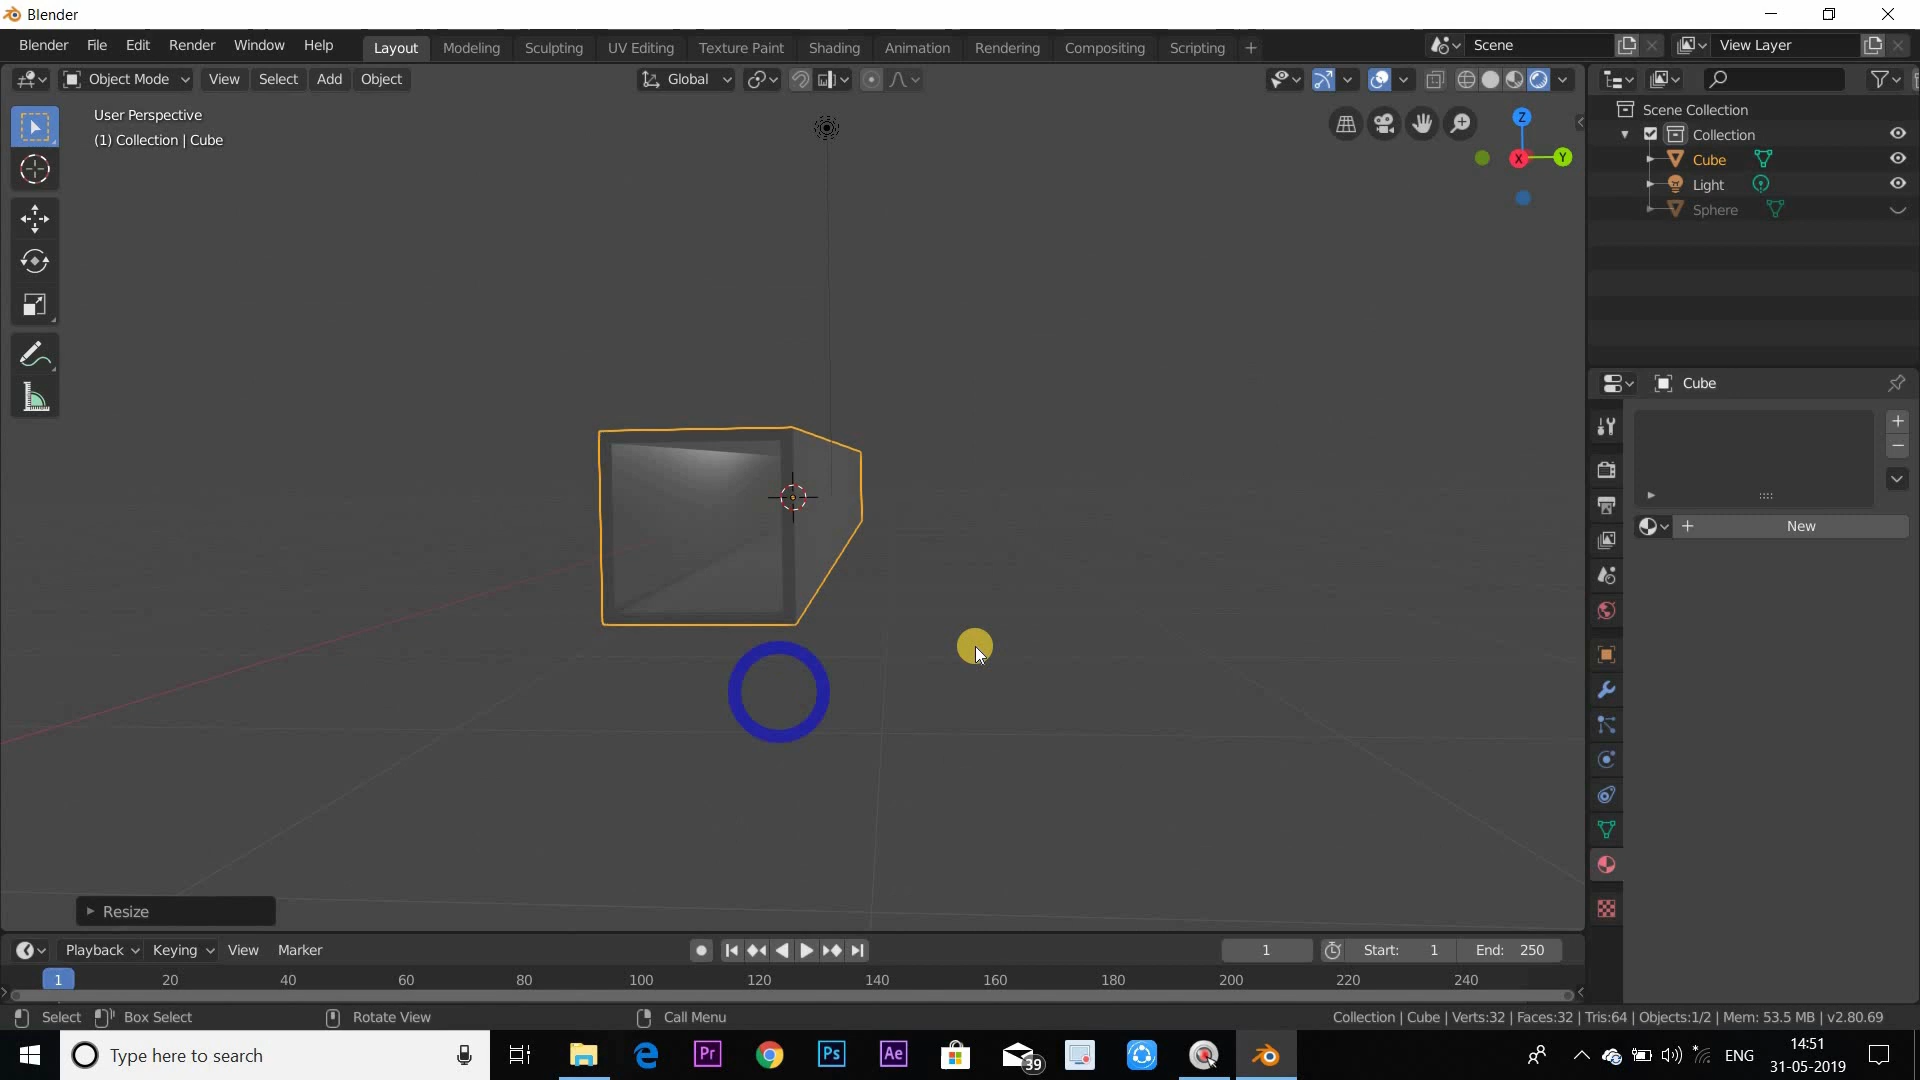 Blender
Blender File Edit Render Window Help Layout Modeling Sculpting UV Editing Texture Paint Shading Animation Rendering Compositing Scripting + Scene View Layer
Object Mode View Select Add Object Global
User Perspective
(1) Collection | Cube
Z
X
Y
Scene Collection
Collection
Cube
Light
Sphere
Cube
+ New
Resize
Playback Keying View Marker 1 Start: 1 End: 250
1 20 40 60 80 100 120 140 160 180 200 220 240
Select Box Select Rotate View Call Menu Collection | Cube | Verts:32 | Faces:32 | Tris:64 | Objects:1/2 | Mem: 53.5 MB | v2.80.69
Type here to search Pr Ps Ae 39 ENG
14:51
31-05-2019